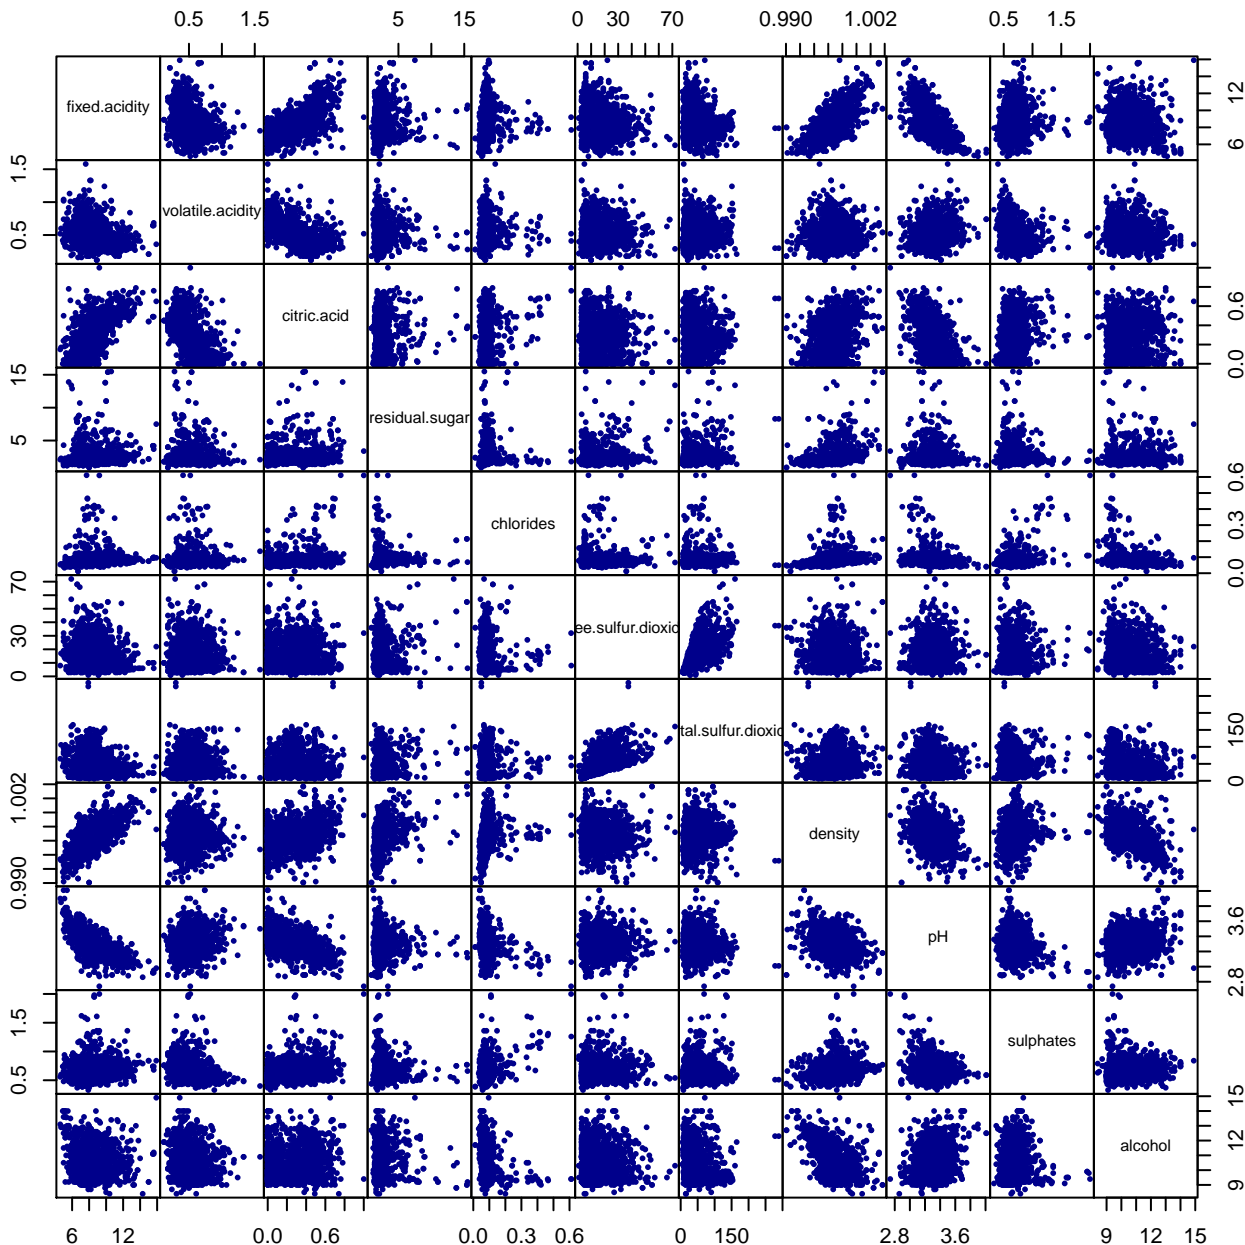 0.5 1.5 5 15 0 30 70 0.990 1.002 0.5 1.5
fixed.acidity 6 12
0.5 1.5 volatile.acidity
citric.acid 0.0 0.6
5 15 residual.sugar
chlorides 0.0 0.3 0.6
0 30 70 ee.sulfur.dioxid
tal.sulfur.dioxid 0 150
0.990 1.002 density
pH 2.8 3.6
0.5 1.5 sulphates
alcohol 9 12 15
6 12 0.0 0.6 0.0 0.3 0.6 0 150 2.8 3.6 9 12 15